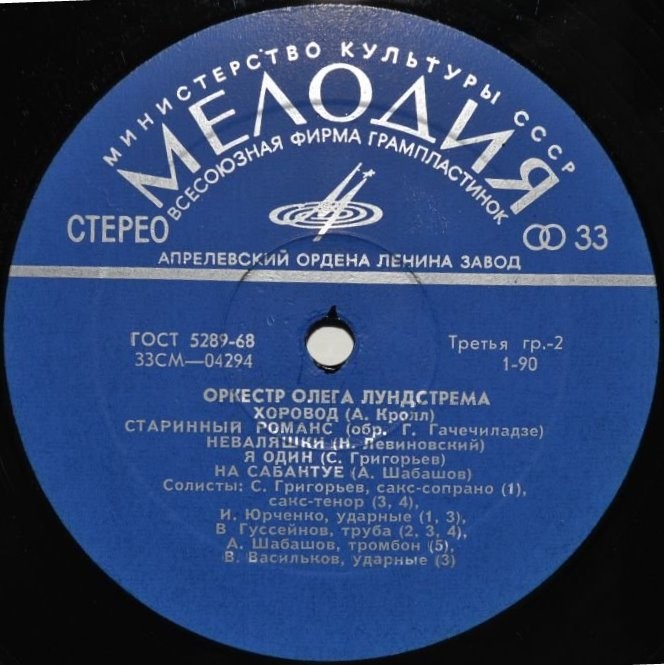 МИНИСТЕРСТВО КУЛЬТУРЫ СССР
МЕЛОДИЯ
ВСЕСОЮЗНАЯ ФИРМА ГРАМПЛАСТИНОК
СТЕРЕО
33
АПРЕЛЕВСКИЙ ОРДЕНА ЛЕНИНА ЗАВОД
ГОСТ 5289-68
33СМ—04294
Третья гр.-2
1-90
ОРКЕСТР ОЛЕГА ЛУНДСТРЕМА
ХОРОВОД (А. Кролл)
СТАРИННЫЙ РОМАНС (обр. Г. Гачечиладзе)
НЕВАЛЯШКИ (Н. Левиновский)
Я ОДИН (С. Григорьев)
НА САБАНТУЕ (А. Шабашов)
Солисты: С. Григорьев, сакс-сопрано (1),
сакс-тенор (3, 4),
И. Юрченко, ударные (1, 3),
В Гуссейнов, труба (2, 3, 4),
А. Шабашов, тромбон (5),
В. Васильков, ударные (3)